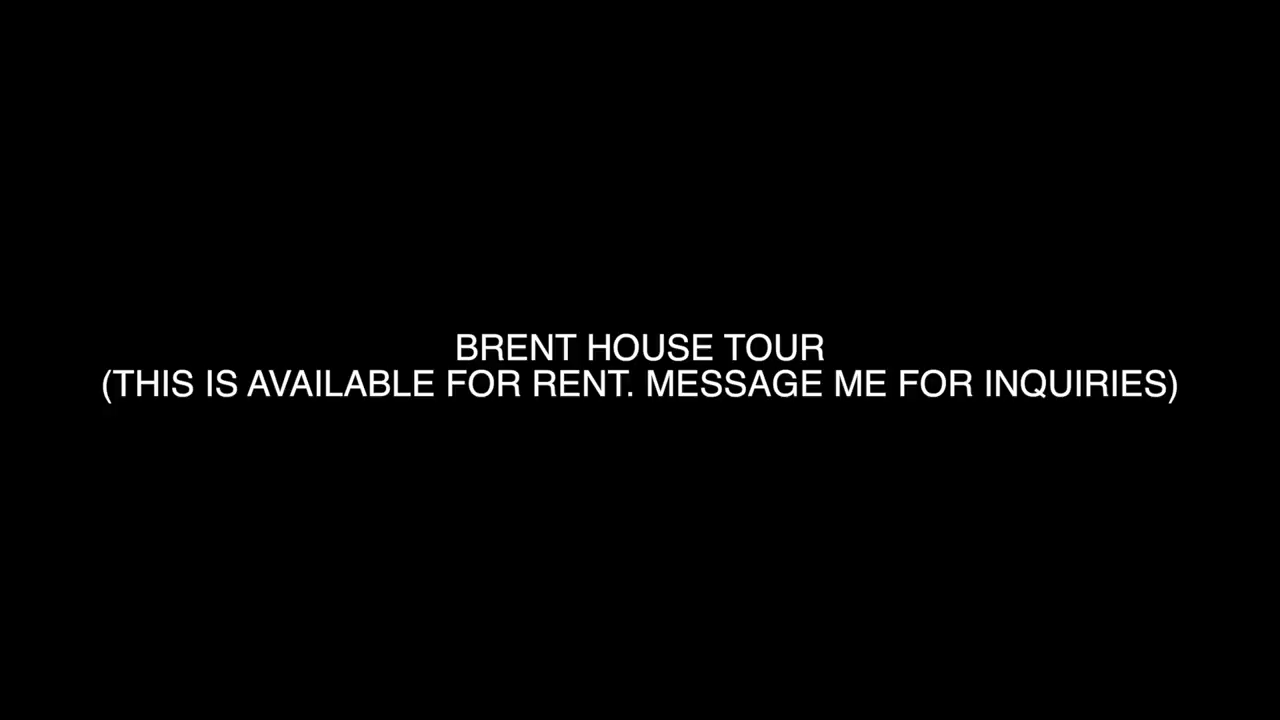 BRENT HOUSE TOUR
(THIS IS AVAILABLE FOR RENT. MESSAGE ME FOR INQUIRIES)